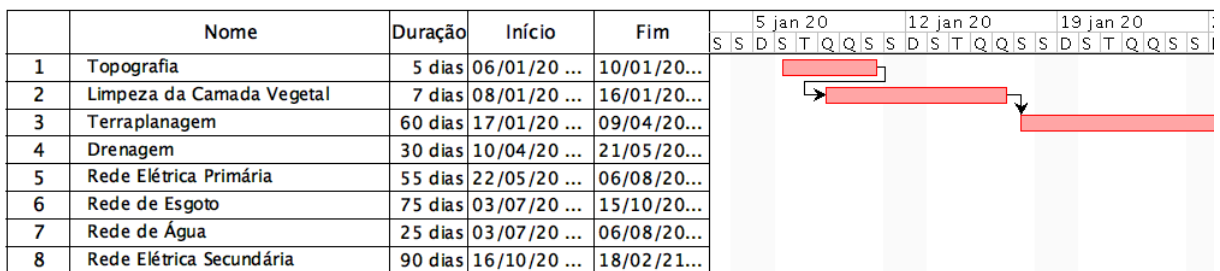 Nome Duração Início Fim 5 jan 20 12 jan 20 19 jan 20
S S D S T Q Q S S D S T Q Q S S D S T Q Q S S
1 Topografia 5 dias 06/01/20 ... 10/01/20...
2 Limpeza da Camada Vegetal 7 dias 08/01/20 ... 16/01/20...
3 Terraplanagem 60 dias 17/01/20 ... 09/04/20...
4 Drenagem 30 dias 10/04/20 ... 21/05/20...
5 Rede Elétrica Primária 55 dias 22/05/20 ... 06/08/20...
6 Rede de Esgoto 75 dias 03/07/20 ... 15/10/20...
7 Rede de Água 25 dias 03/07/20 ... 06/08/20...
8 Rede Elétrica Secundária 90 dias 16/10/20 ... 18/02/21...